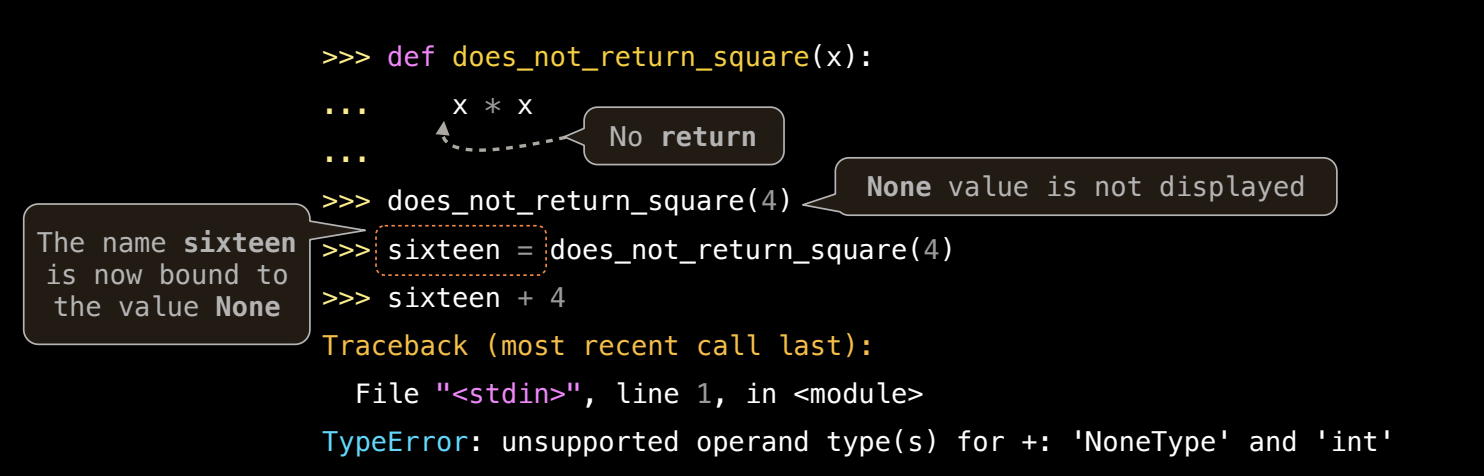 >>> def does_not_return_square(x):
...     x * x
No return
...
>>> does_not_return_square(4)
None value is not displayed
The name sixteen
is now bound to
the value None
>>> sixteen = does_not_return_square(4)
>>> sixteen + 4
Traceback (most recent call last):
  File "<stdin>", line 1, in <module>
TypeError: unsupported operand type(s) for +: 'NoneType' and 'int'